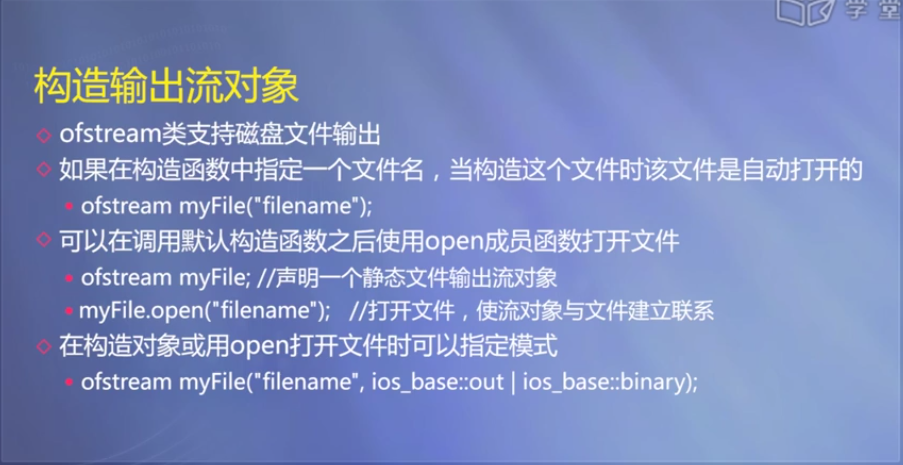 学堂
构造输出流对象
ofstream类支持磁盘文件输出
如果在构造函数中指定一个文件名，当构造这个文件时该文件是自动打开的
ofstream myFile("filename");
可以在调用默认构造函数之后使用open成员函数打开文件
ofstream myFile; //声明一个静态文件输出流对象
myFile.open("filename"); //打开文件，使流对象与文件建立联系
在构造对象或用open打开文件时可以指定模式
ofstream myFile("filename", ios_base::out | ios_base::binary);